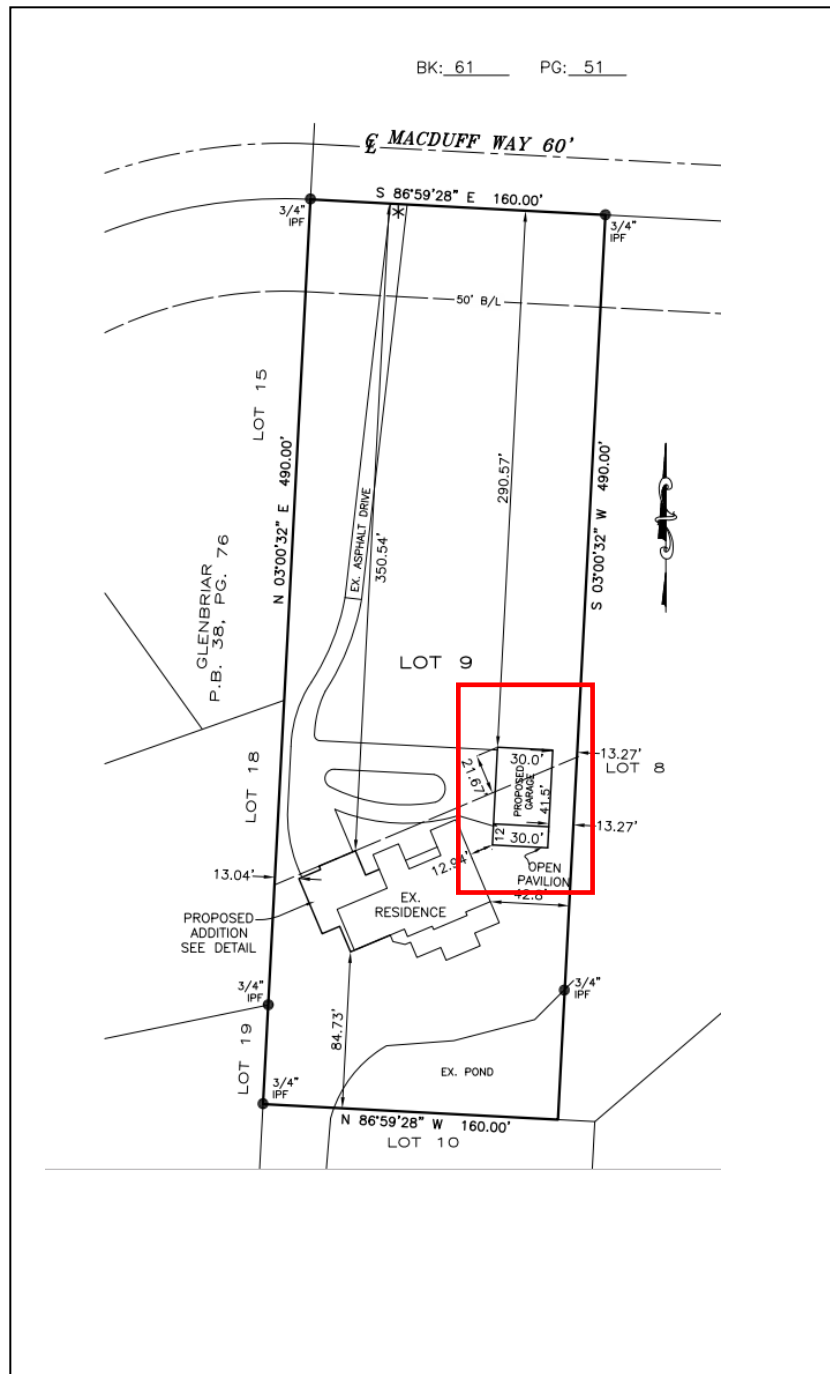 BK: 61 PG: 51
℄ MACDUFF WAY 60'
S 86°59'28" E 160.00'
3/4"
IPF
3/4"
IPF
50' B/L
LOT 15
N 03°00'32" E 490.00'
EX. ASPHALT DRIVE
350.54'
290.57'
S 03°00'32" W 490.00'
GLENBRIAR
P.B. 38, PG. 76
LOT 9
LOT 18
21.67'
30.0'
PROPOSED
GARAGE
41.5'
13.27'
LOT 8
12'
30.0'
13.27'
12.94'
OPEN
PAVILION
13.04'
42.8'
EX.
RESIDENCE
PROPOSED
ADDITION
SEE DETAIL
3/4"
IPF
3/4"
IPF
84.73'
LOT 19
EX. POND
3/4"
IPF
N 86°59'28" W 160.00'
LOT 10